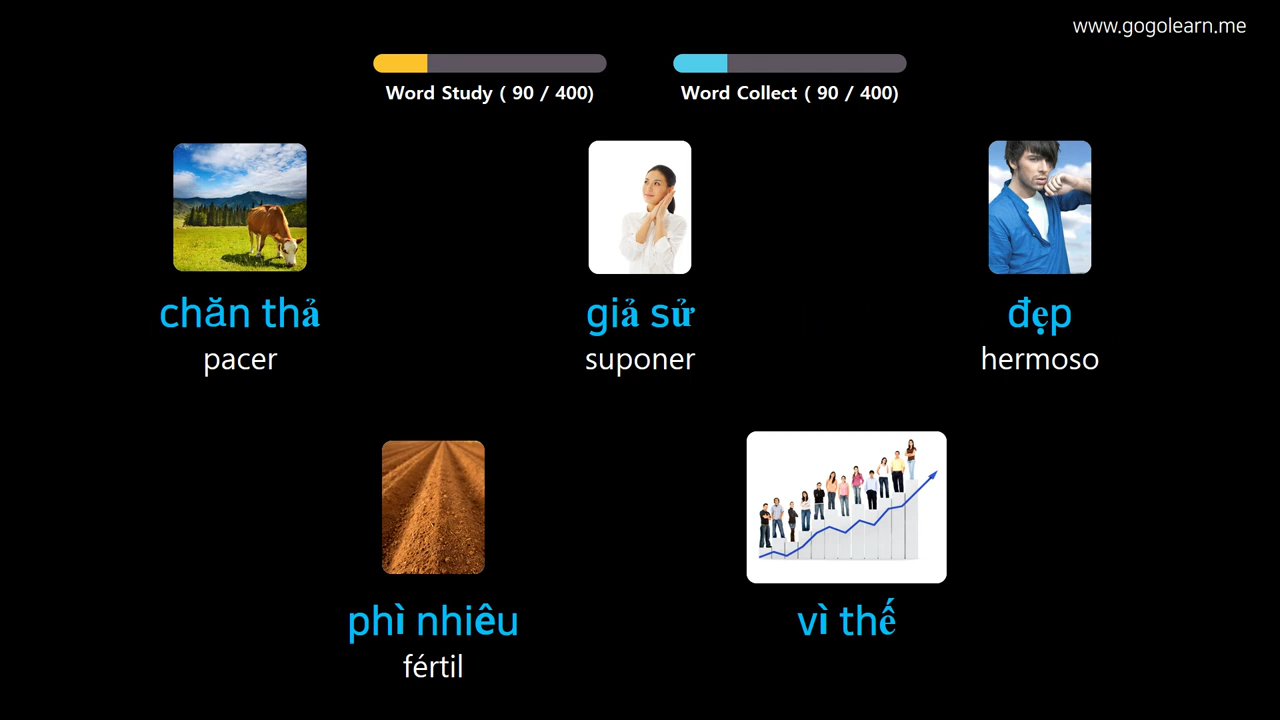 www.gogolearn.me
Word Study ( 90 / 400)
Word Collect ( 90 / 400)
chăn thả
pacer
giả sử
suponer
đẹp
hermoso
phì nhiêu
fértil
vì thế